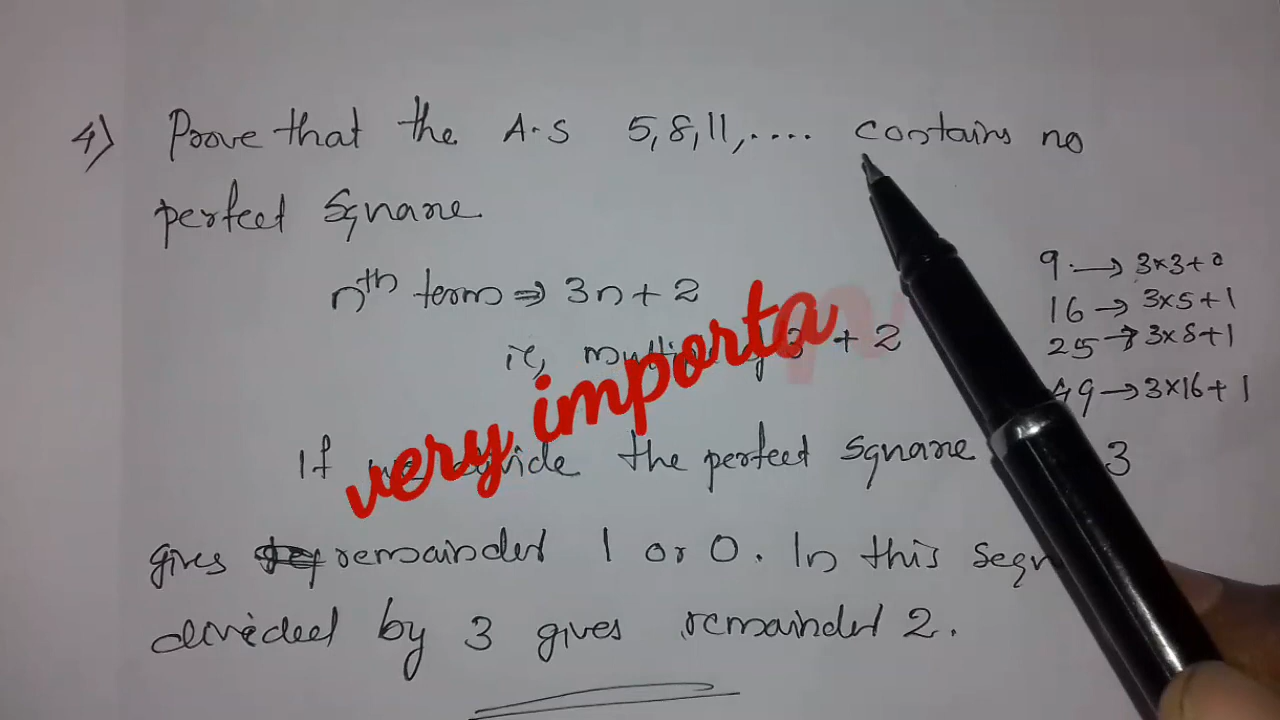 4) Prove that the A.S 5,8,11,.... contains no
perfect square
nth term ⇒ 3n+2
ie, 3 + 2
9 → 3×3+0
16 → 3×5+1
25 → 3×8+1
49 → 3×16+1
very importa
If divide the perfect square 3
gives remainder 1 or 0. In this
divided by 3 gives remainder 2.